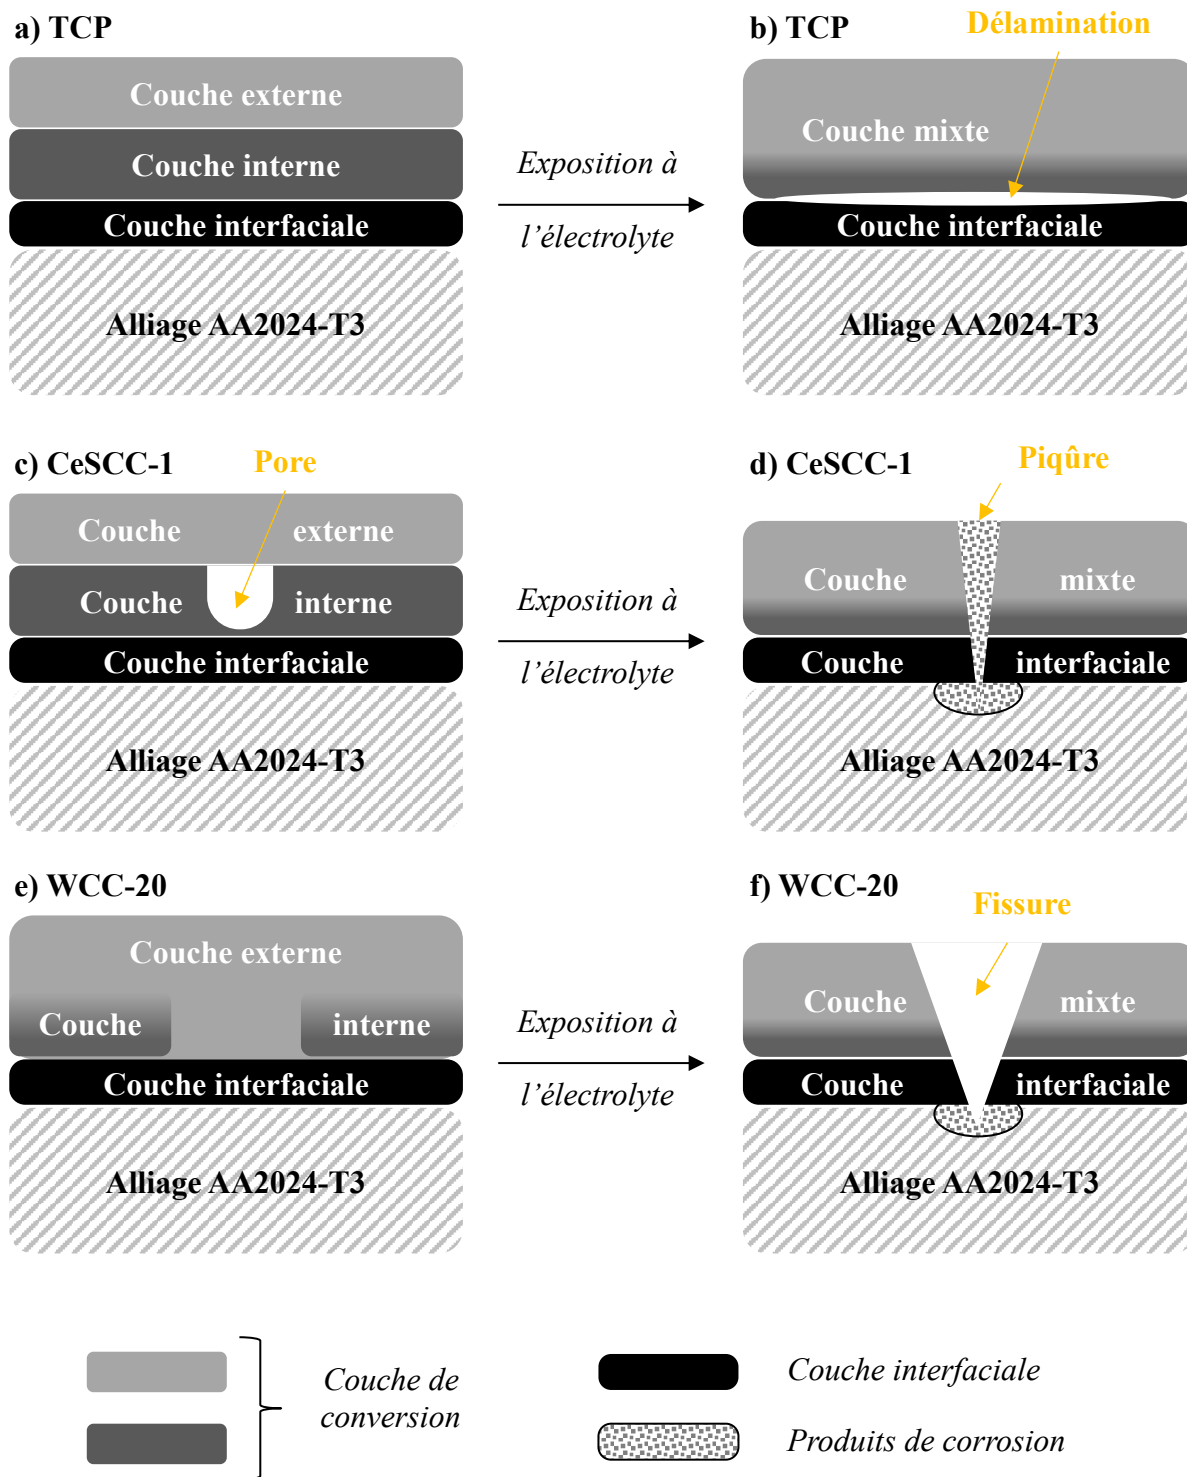 a) TCP
Couche externe
Couche interne
Couche interfaciale
Alliage AA2024-T3
Exposition à
l’électrolyte
b) TCP
Délamination
Couche mixte
Couche interfaciale
Alliage AA2024-T3
c) CeSCC-1
Pore
Couche externe
Couche interne
Couche interfaciale
Alliage AA2024-T3
Exposition à
l’électrolyte
d) CeSCC-1
Piqûre
Couche mixte
Couche interfaciale
Alliage AA2024-T3
e) WCC-20
Couche externe
Couche interne
Couche interfaciale
Alliage AA2024-T3
Exposition à
l’électrolyte
f) WCC-20
Fissure
Couche mixte
Couche interfaciale
Alliage AA2024-T3
Couche de
conversion
Couche interfaciale
Produits de corrosion